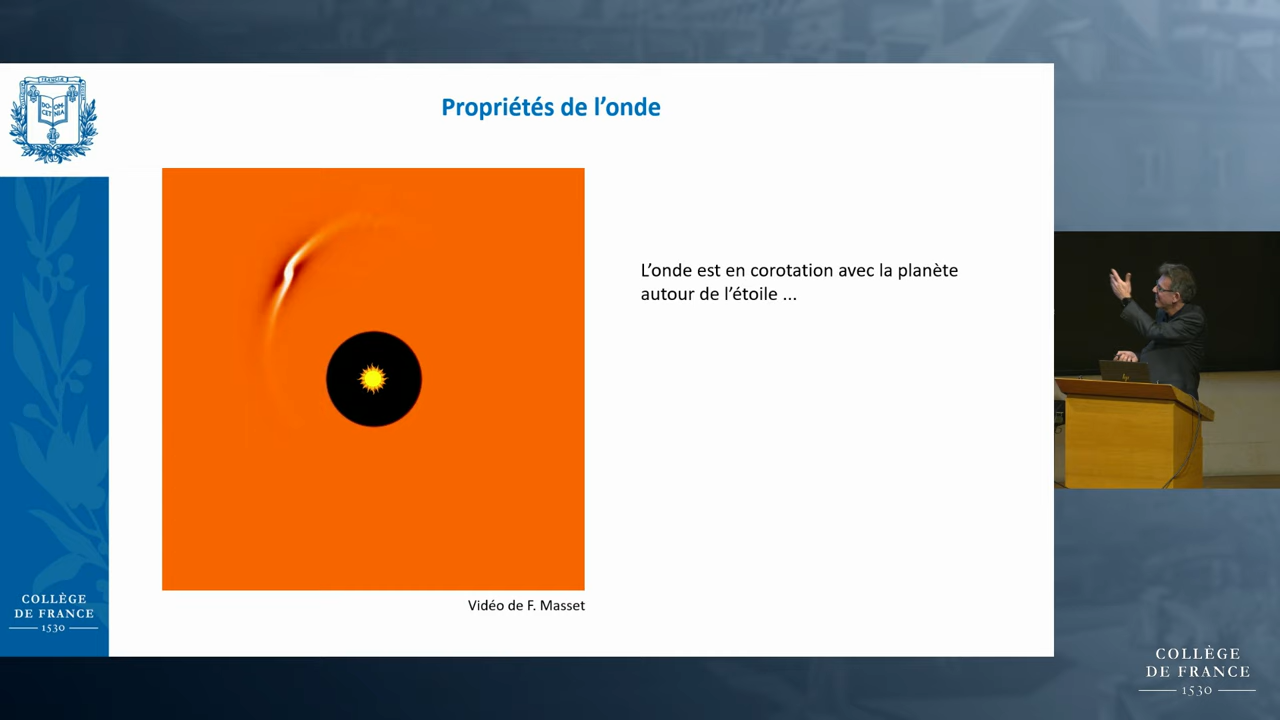 Propriétés de l’onde
L’onde est en corotation avec la planète
autour de l’étoile ...
Vidéo de F. Masset
COLLÈGE
DE FRANCE
1530
COLLÈGE
DE FRANCE
1530